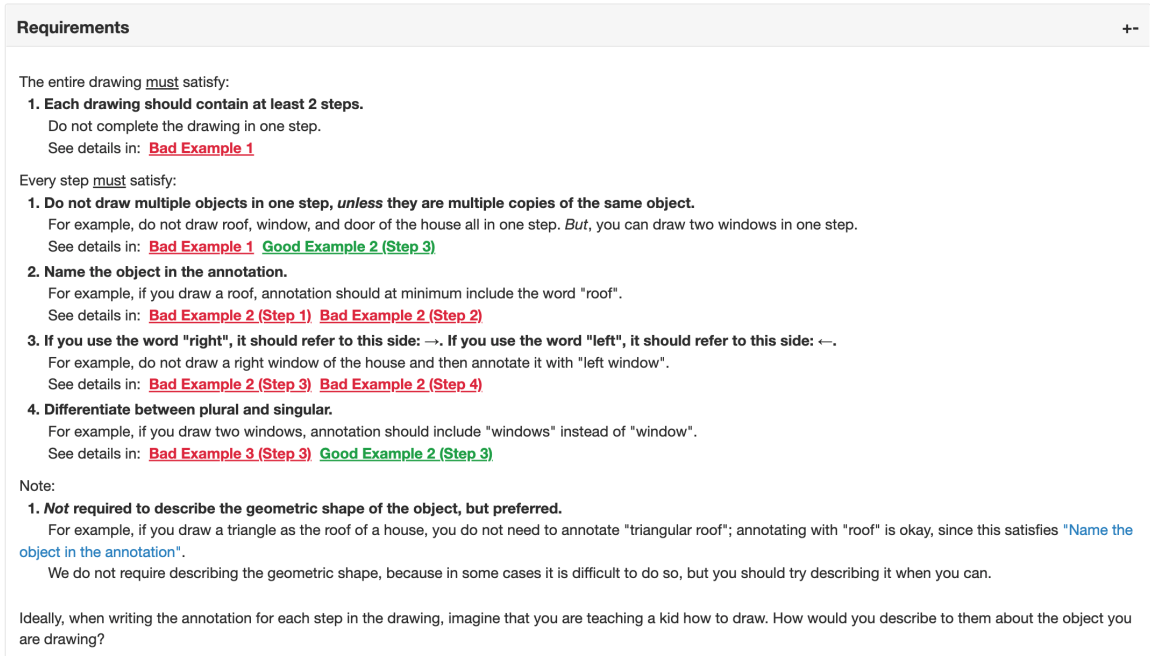 Requirements
+-
The entire drawing must satisfy:
1. Each drawing should contain at least 2 steps.
Do not complete the drawing in one step.
See details in: Bad Example 1
Every step must satisfy:
1. Do not draw multiple objects in one step, unless they are multiple copies of the same object.
For example, do not draw roof, window, and door of the house all in one step. But, you can draw two windows in one step.
See details in: Bad Example 1 Good Example 2 (Step 3)
2. Name the object in the annotation.
For example, if you draw a roof, annotation should at minimum include the word "roof".
See details in: Bad Example 2 (Step 1) Bad Example 2 (Step 2)
3. If you use the word "right", it should refer to this side: →. If you use the word "left", it should refer to this side: ←.
For example, do not draw a right window of the house and then annotate it with "left window".
See details in: Bad Example 2 (Step 3) Bad Example 2 (Step 4)
4. Differentiate between plural and singular.
For example, if you draw two windows, annotation should include "windows" instead of "window".
See details in: Bad Example 3 (Step 3) Good Example 2 (Step 3)
Note:
1. Not required to describe the geometric shape of the object, but preferred.
For example, if you draw a triangle as the roof of a house, you do not need to annotate "triangular roof"; annotating with "roof" is okay, since this satisfies "Name the
object in the annotation".
We do not require describing the geometric shape, because in some cases it is difficult to do so, but you should try describing it when you can.
Ideally, when writing the annotation for each step in the drawing, imagine that you are teaching a kid how to draw. How would you describe to them about the object you
are drawing?